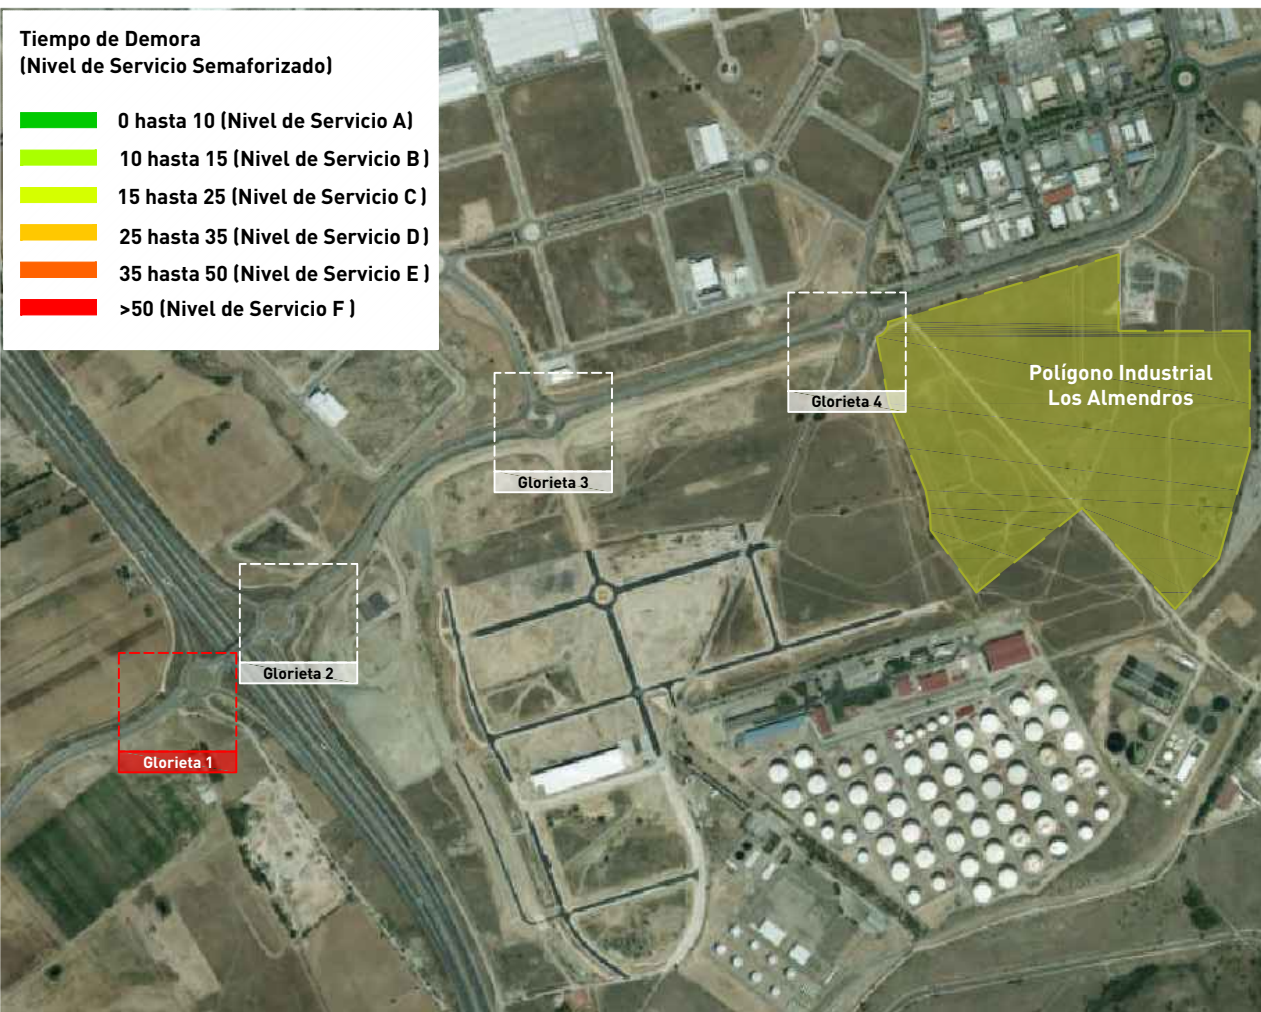 Tiempo de Demora
(Nivel de Servicio Semaforizado)
0 hasta 10 (Nivel de Servicio A)
10 hasta 15 (Nivel de Servicio B)
15 hasta 25 (Nivel de Servicio C)
25 hasta 35 (Nivel de Servicio D)
35 hasta 50 (Nivel de Servicio E)
>50 (Nivel de Servicio F)
Polígono Industrial
Los Almendros
Glorieta 4
Glorieta 3
Glorieta 2
Glorieta 1